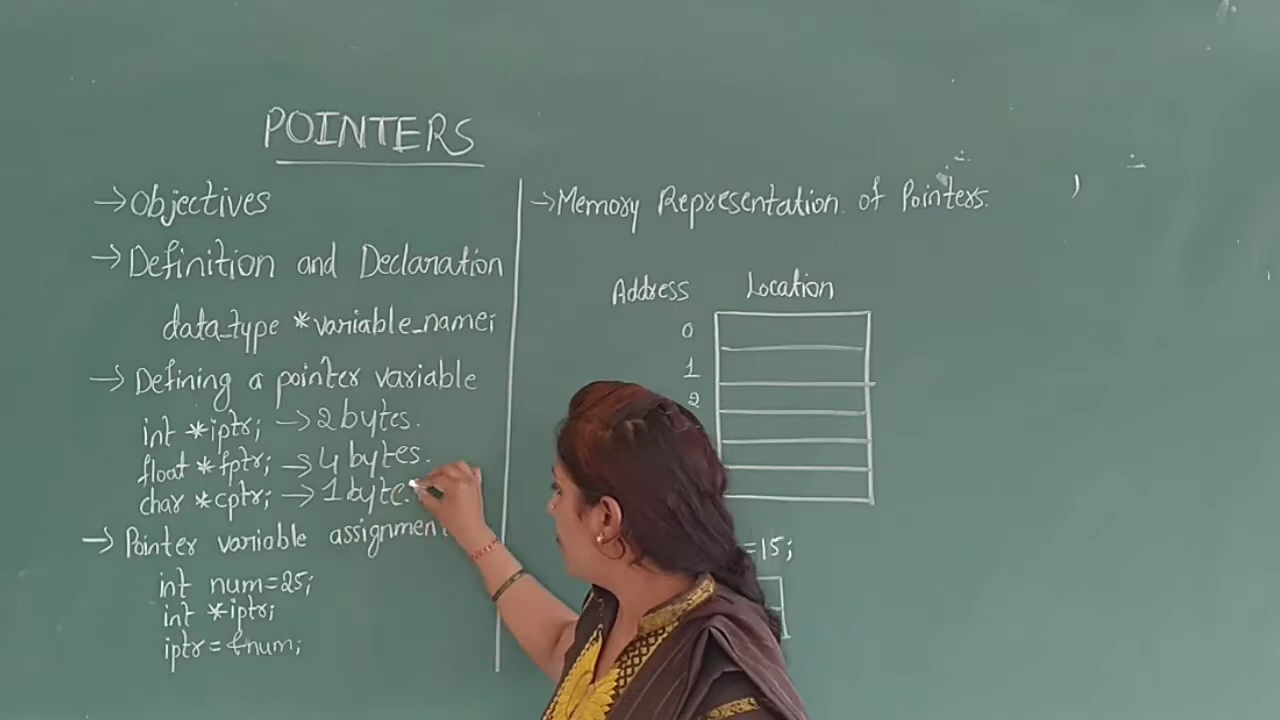 POINTERS
→Objectives
→Definition and Declaration
data_type *variable_name;
→Defining a pointer variable
int *iptr; →2 bytes.
float *fptr; →4 bytes.
char *cptr; →1 byte.
→Pointer variable assignment
int num=25;
int *iptr;
iptr=&num;
→Memory Representation of Pointers.
Address Location
0
1
2
=15;